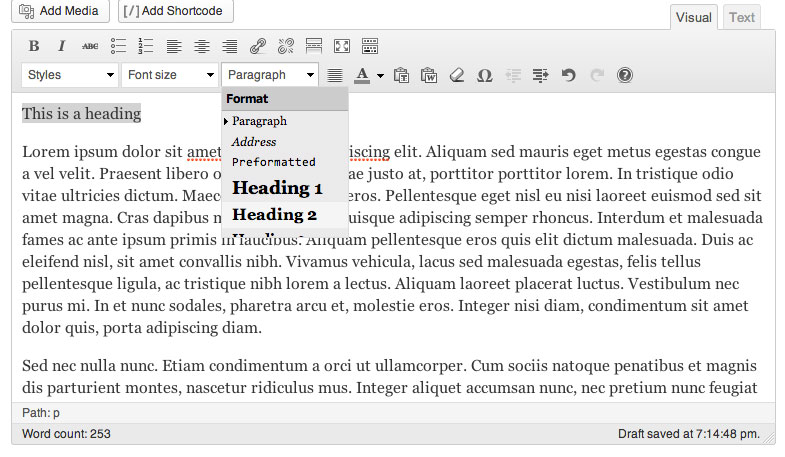 Add Media [/] Add Shortcode
Visual Text
B I ABC
Styles Font size Paragraph A T W Ω ?
Format
Paragraph
Address
Preformatted
Heading 1
Heading 2
This is a heading
Lorem ipsum dolor sit amet iscing elit. Aliquam sed mauris eget metus egestas congue
a vel velit. Praesent libero o ae justo at, porttitor porttitor lorem. In tristique odio
vitae ultricies dictum. Maec eros. Pellentesque eget nisl eu nisi laoreet euismod sed sit
amet magna. Cras dapibus m uisque adipiscing semper rhoncus. Interdum et malesuada
fames ac ante ipsum primis in faucibus. Aliquam pellentesque eros quis elit dictum malesuada. Duis ac
eleifend nisl, sit amet convallis nibh. Vivamus vehicula, lacus sed malesuada egestas, felis tellus
pellentesque ligula, ac tristique nibh lorem a lectus. Aliquam laoreet placerat luctus. Vestibulum nec
purus mi. In et nunc sodales, pharetra arcu et, molestie eros. Integer nisi diam, condimentum sit amet
dolor quis, porta adipiscing diam.
Sed nec nulla nunc. Etiam condimentum a orci ut ullamcorper. Cum sociis natoque penatibus et magnis
dis parturient montes, nascetur ridiculus mus. Integer aliquet accumsan nunc, nec pretium nunc feugiat
Path: p
Word count: 253 Draft saved at 7:14:48 pm.